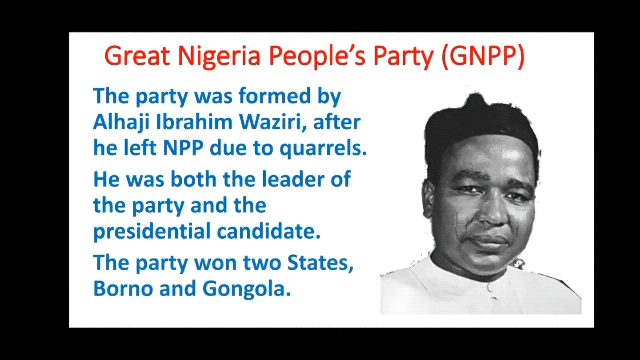 Great Nigeria People's Party (GNPP)
The party was formed by
Alhaji Ibrahim Waziri, after
he left NPP due to quarrels.
He was both the leader of
the party and the
presidential candidate.
The party won two States,
Borno and Gongola.